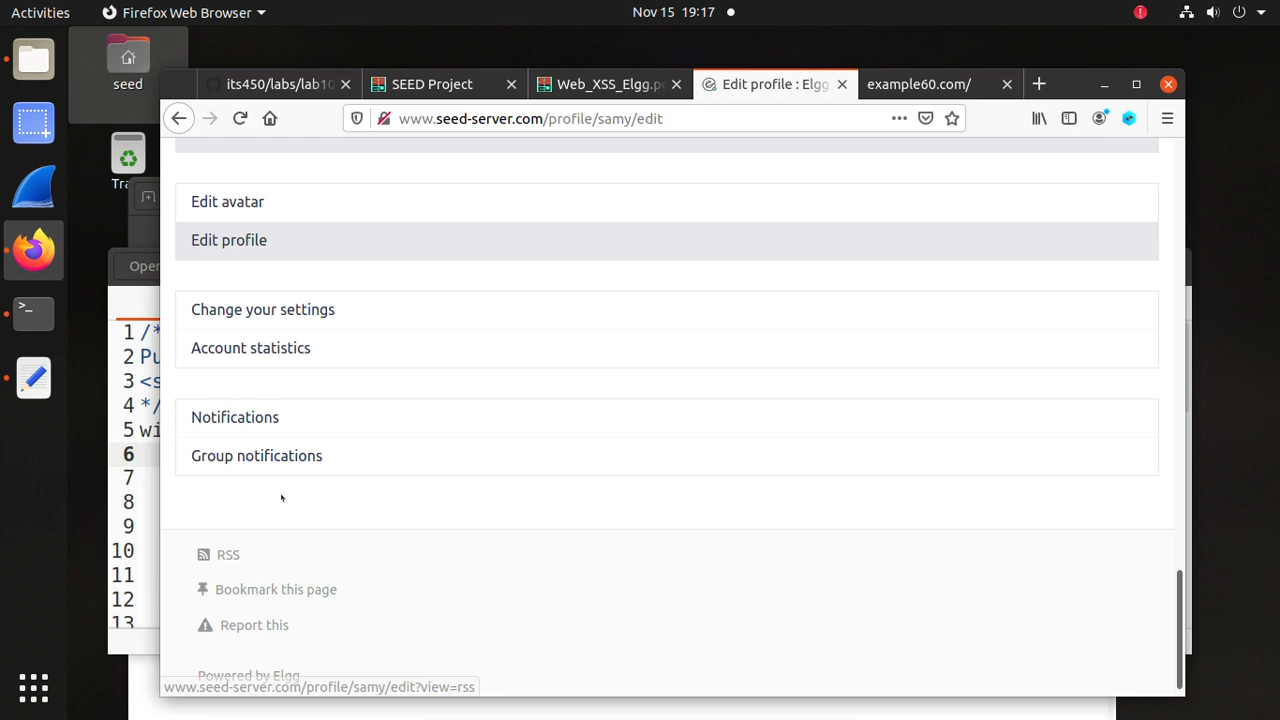 Activities
Firefox Web Browser
Nov 15 19:17
seed
its450/labs/lab10
SEED Project
Web_XSS_Elgg.pd
Edit profile : Elgg
example60.com/
www.seed-server.com/profile/samy/edit
Tra
Edit avatar
Edit profile
Open
Change your settings
1 /*
Account statistics
2 Pu
3 <s
4 */
Notifications
5 wi
6
Group notifications
7
8
9
10
RSS
11
Bookmark this page
12
13
Report this
Powered by Elgg
www.seed-server.com/profile/samy/edit?view=rss